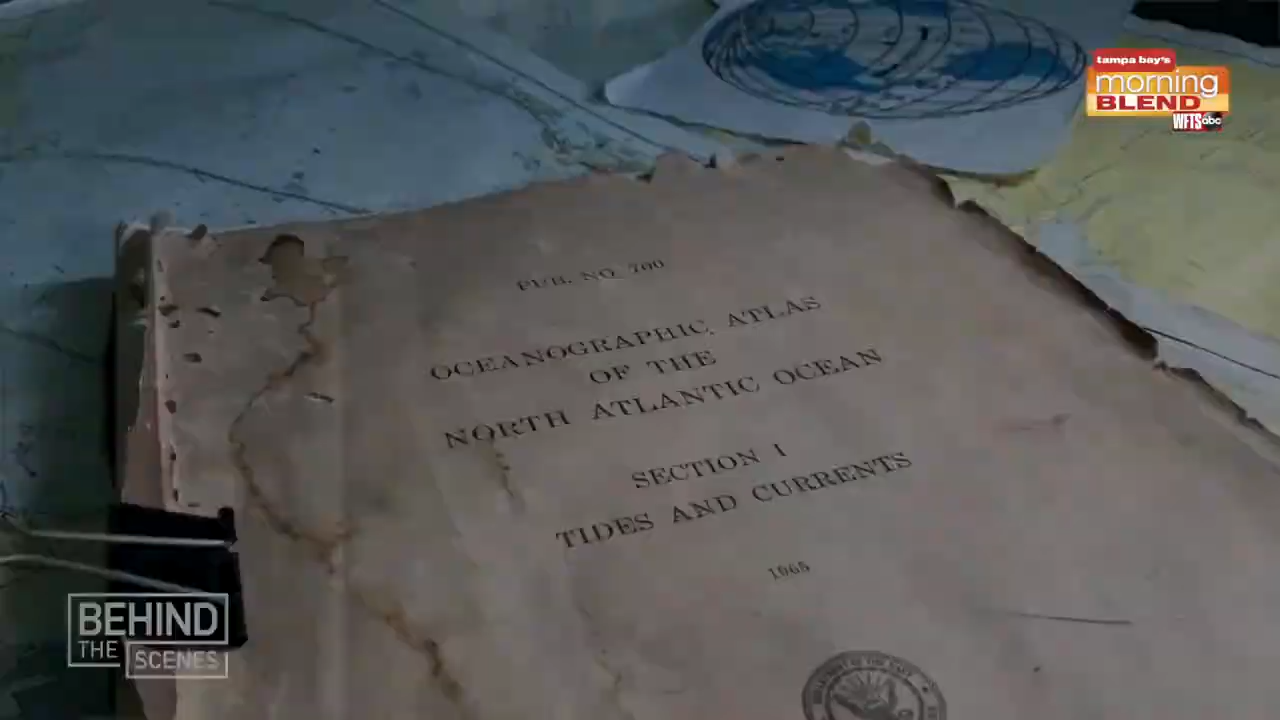 tampa bay's
morning
BLEND
WFTS abc
PUB. NO. 700
OCEANOGRAPHIC ATLAS
OF THE
NORTH ATLANTIC OCEAN
SECTION I
TIDES AND CURRENTS
1965
BEHIND
THE
SCENES